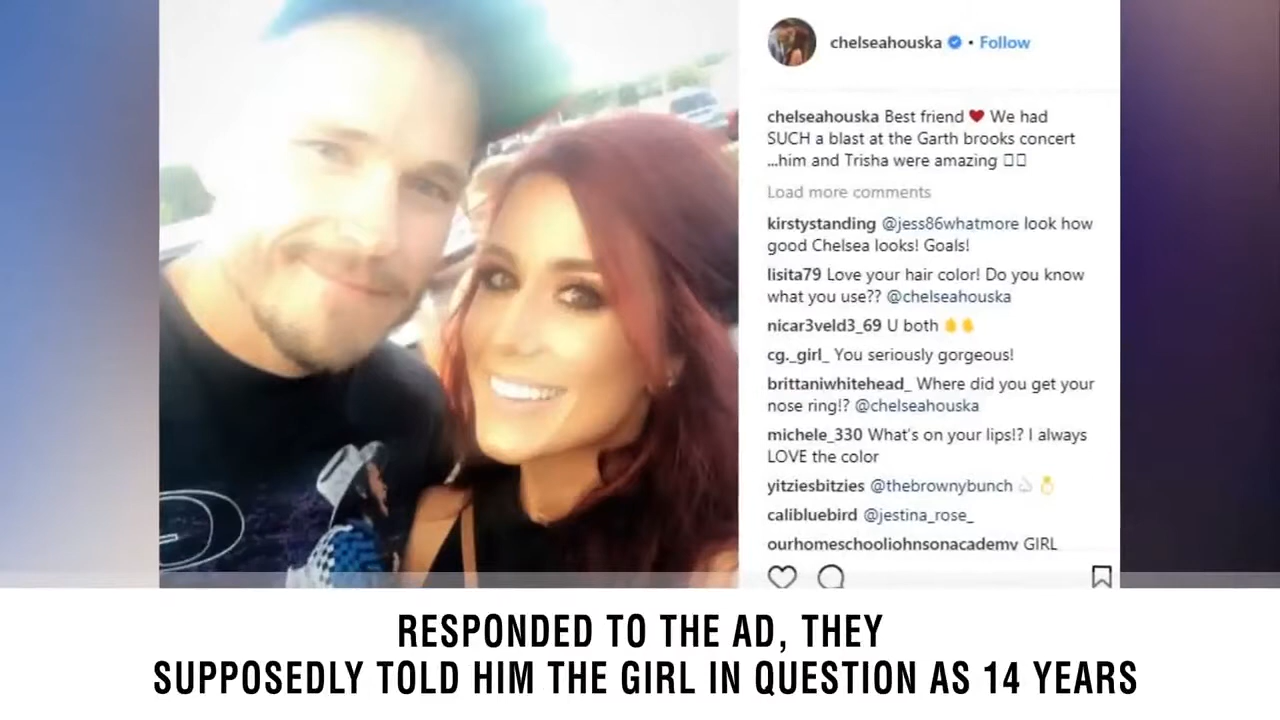 chelseahouska • Follow
chelseahouska Best friend ❤ We had
SUCH a blast at the Garth brooks concert
...him and Trisha were amazing
Load more comments
kirstystanding @jess86whatmore look how
good Chelsea looks! Goals!
lisita79 Love your hair color! Do you know
what you use?? @chelseahouska
nicar3veld3_69 U both
cg._girl_ You seriously gorgeous!
brittaniwhitehead_ Where did you get your
nose ring!? @chelseahouska
michele_330 What's on your lips!? I always
LOVE the color
yitziesbitzies @thebrownybunch
calibluebird @jestina_rose_
ourhomeschooljohnsonacademy GIRL
RESPONDED TO THE AD, THEY
SUPPOSEDLY TOLD HIM THE GIRL IN QUESTION AS 14 YEARS